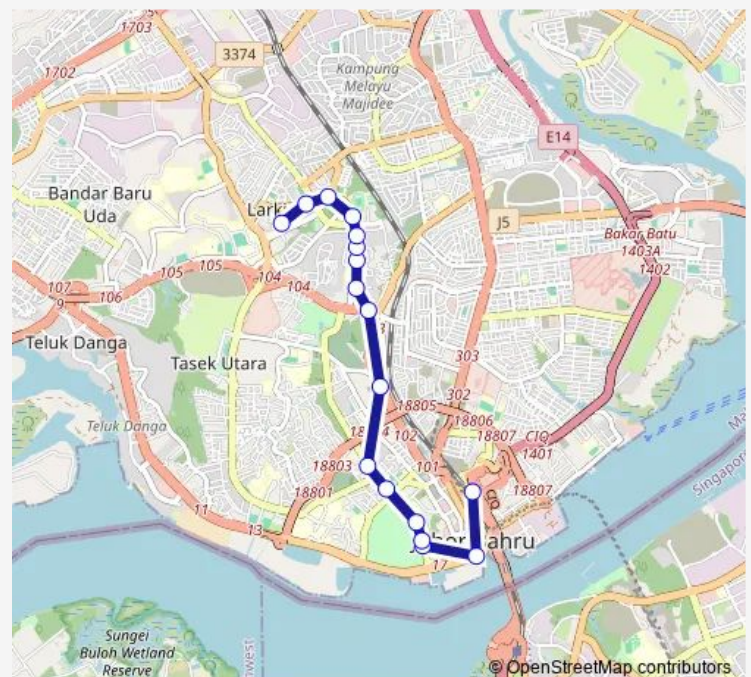 1703
1702
3374
Kampung
Melayu
Majidee
E14
Bandar Baru
Uda
J5
Bakar Batu
1403A
1402
105
105
104
104
107
9
106
Teluk Danga
Tasek Utara
303
302
Teluk Danga
18805
18806
102
18807
CIQ
1401
18803
101
18801
18807
CIQ
11
13
17
Singapor
Sungei
Buloh Wetland
Reserve
© OpenStreetMap contributors